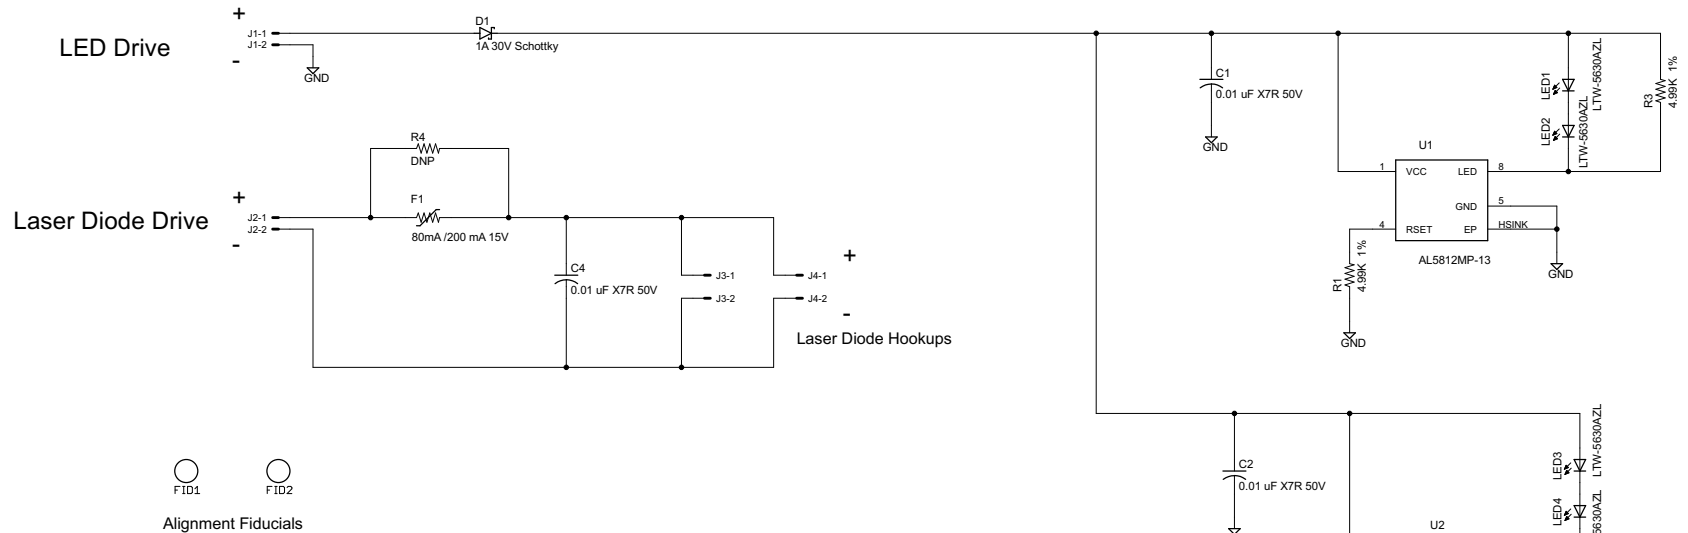 +
LED Drive
J1-1
J1-2
-
GND
D1
1A 30V Schottky
C1
0.01 uF X7R 50V
GND
LED1
LTW-5630AZL
LED2
LTW-5630AZL
R3
4.99K 1%
U1
1
VCC
LED
8
GND
5
4
RSET
EP
HSINK
AL5812MP-13
GND
R1
4.99K 1%
GND
R4
DNP
+
Laser Diode Drive
J2-1
J2-2
-
F1
80mA /200 mA 15V
C4
0.01 uF X7R 50V
J3-1
J3-2
+
J4-1
J4-2
-
Laser Diode Hookups
FID1
FID2
Alignment Fiducials
C2
0.01 uF X7R 50V
LED3
LTW-5630AZL
LED4
5630AZL
U2